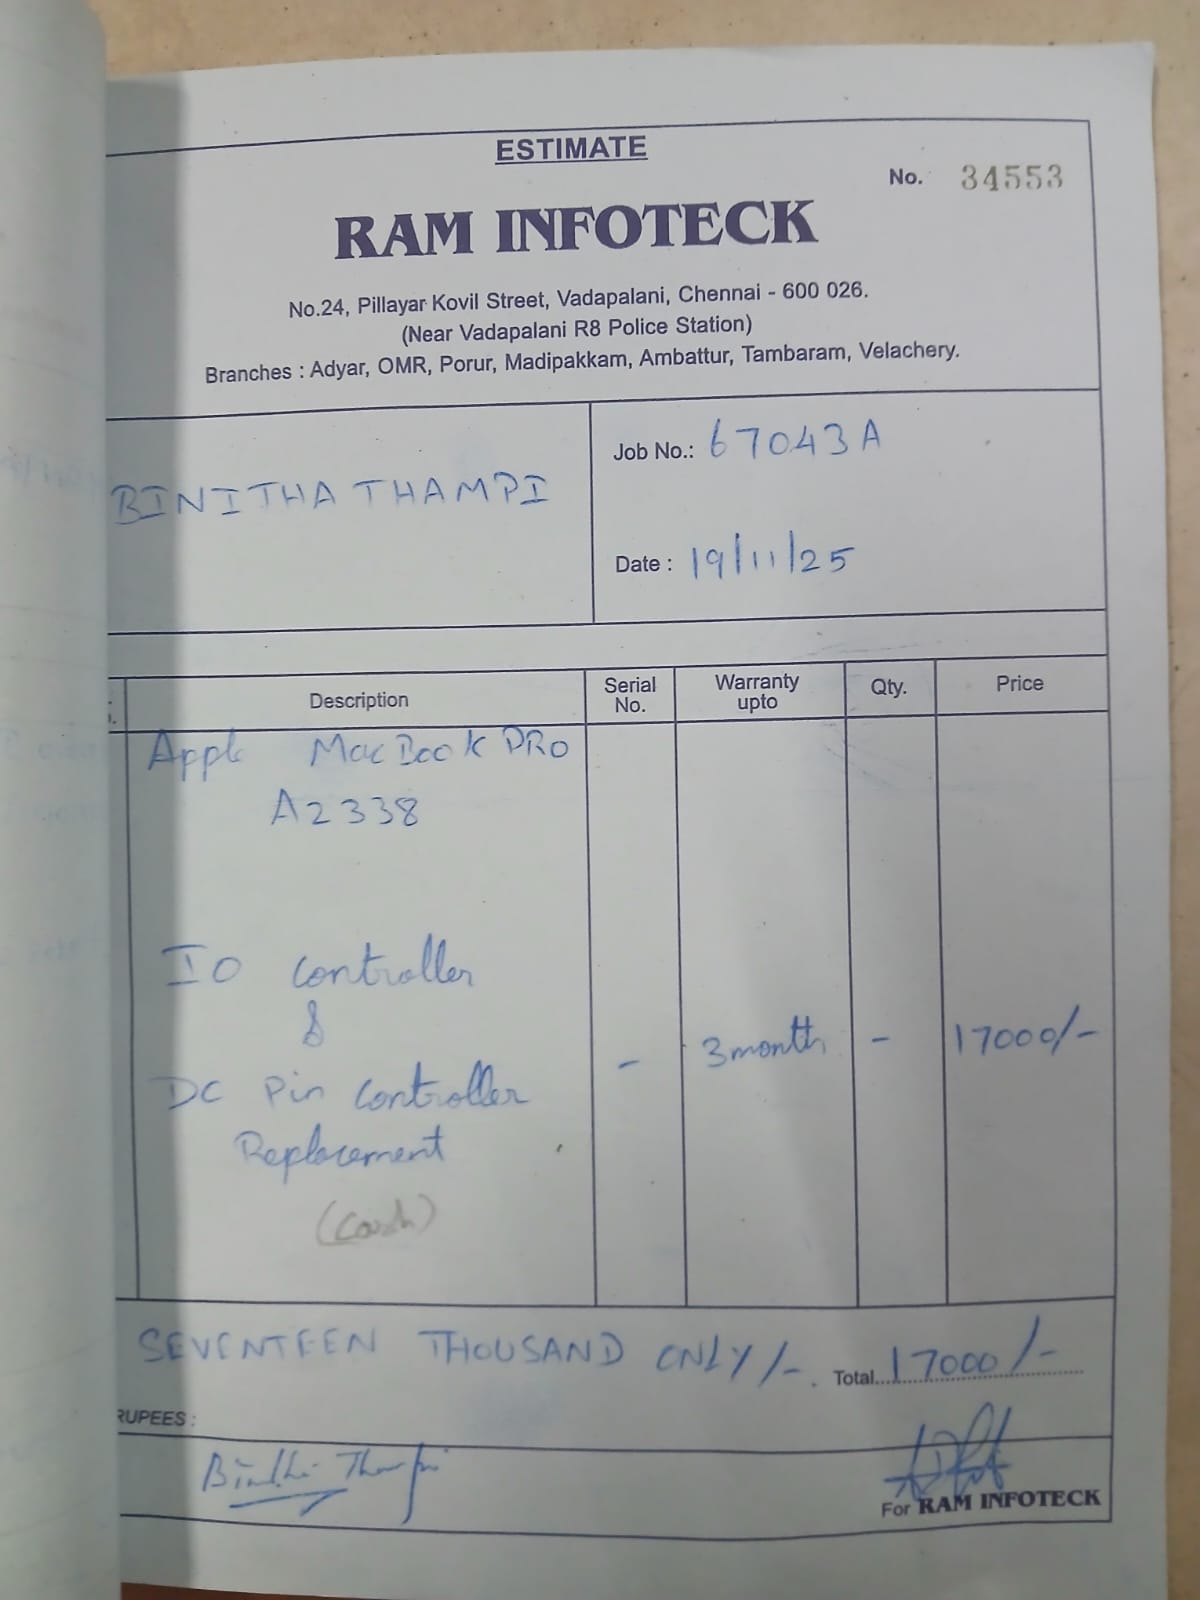 ESTIMATE
No. 34553
RAM INFOTECK
No.24, Pillayar Kovil Street, Vadapalani, Chennai - 600 026.
(Near Vadapalani R8 Police Station)
Branches : Adyar, OMR, Porur, Madipakkam, Ambattur, Tambaram, Velachery.
BINITHA THAMPI
Job No.: 67043A
Date : 19/11/25
Description Serial No. Warranty upto Qty. Price
Apple MacBook PRO
A2338
IO controller
&
DC Pin controller
Replacement
- 3 month - 17000/-
(Cash)
SEVENTEEN THOUSAND ONLY/-. Total 17000/-
RUPEES :
Thampi
For RAM INFOTECK